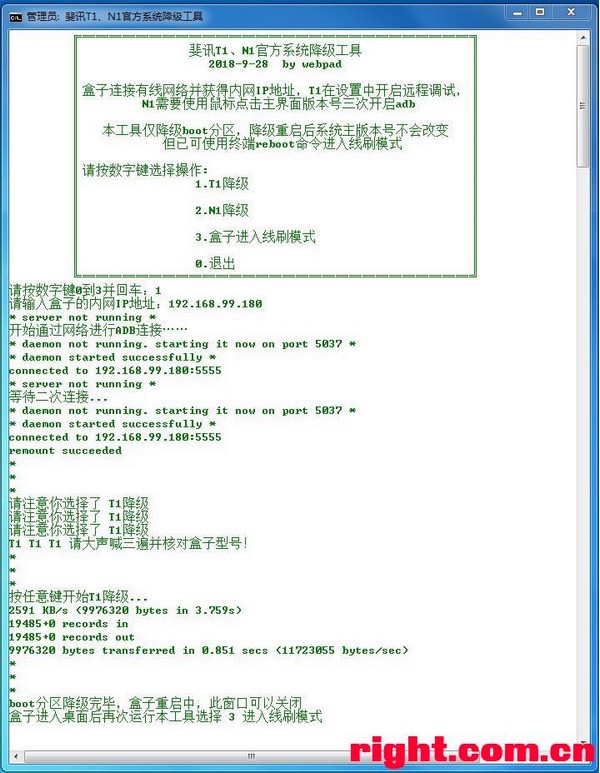 管理员: 斐讯T1、N1官方系统降级工具
斐讯T1、N1官方系统降级工具
2018-9-28 by webpad
盒子连接有线网络并获得内网IP地址，T1在设置中开启远程调试，
N1需要使用鼠标点击主界面版本号三次开启adb
本工具仅降级boot分区，降级重启后系统主版本号不会改变
但已可使用终端reboot命令进入线刷模式
请按数字键选择操作:
1.T1降级
2.N1降级
3.盒子进入线刷模式
0.退出
请按数字键0到3并回车：1
请输入盒子的内网IP地址：192.168.99.180
* server not running *
开始通过网络进行ADB连接……
* daemon not running. starting it now on port 5037 *
* daemon started successfully *
connected to 192.168.99.180:5555
* server not running *
等待二次连接...
* daemon not running. starting it now on port 5037 *
* daemon started successfully *
connected to 192.168.99.180:5555
remount succeeded
*
*
*
请注意你选择了 T1降级
请注意你选择了 T1降级
请注意你选择了 T1降级
T1 T1 T1 请大声喊三遍并核对盒子型号！
*
*
*
按任意键开始T1降级...
2591 KB/s (9976320 bytes in 3.759s)
19485+0 records in
19485+0 records out
9976320 bytes transferred in 0.851 secs (11723055 bytes/sec)
*
*
*
boot分区降级完毕，盒子重启中，此窗口可以关闭
盒子进入桌面后再次运行本工具选择 3 进入线刷模式
right.com.cn